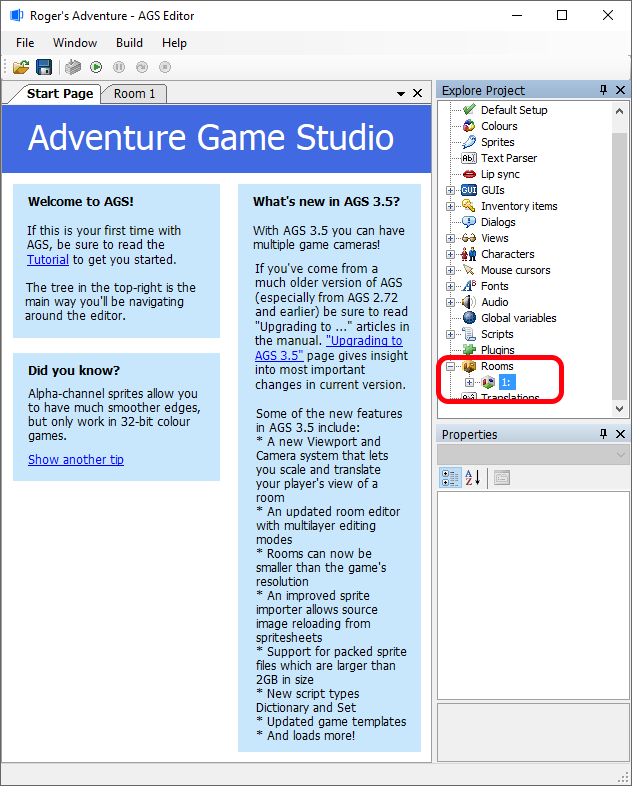 Roger's Adventure - AGS Editor
File Window Build Help
Start Page
Room 1
Adventure Game Studio
Welcome to AGS!
If this is your first time with
AGS, be sure to read the
Tutorial to get you started.
The tree in the top-right is the
main way you'll be navigating
around the editor.
Did you know?
Alpha-channel sprites allow you
to have much smoother edges,
but only work in 32-bit colour
games.
Show another tip
What's new in AGS 3.5?
With AGS 3.5 you can have
multiple game cameras!
If you've come from a
much older version of AGS
(especially from AGS 2.72
and earlier) be sure to read
"Upgrading to ..." articles in
the manual. "Upgrading to
AGS 3.5" page gives insight
into most important
changes in current version.
Some of the new features
in AGS 3.5 include:
* A new Viewport and
Camera system that lets
you scale and translate
your player's view of a
room
* An updated room editor
with multilayer editing
modes
* Rooms can now be
smaller than the game's
resolution
* An improved sprite
importer allows source
image reloading from
spritesheets
* Support for packed sprite
files which are larger than
2GB in size
* New script types
Dictionary and Set
* Updated game templates
* And loads more!
Explore Project
Default Setup
Colours
Sprites
Ab| Text Parser
Lip sync
GUI GUIs
Inventory items
Dialogs
Views
Characters
Mouse cursors
AB Fonts
Audio
Global variables
Scripts
Plugins
Rooms
1:
Translations
Properties
A
Z